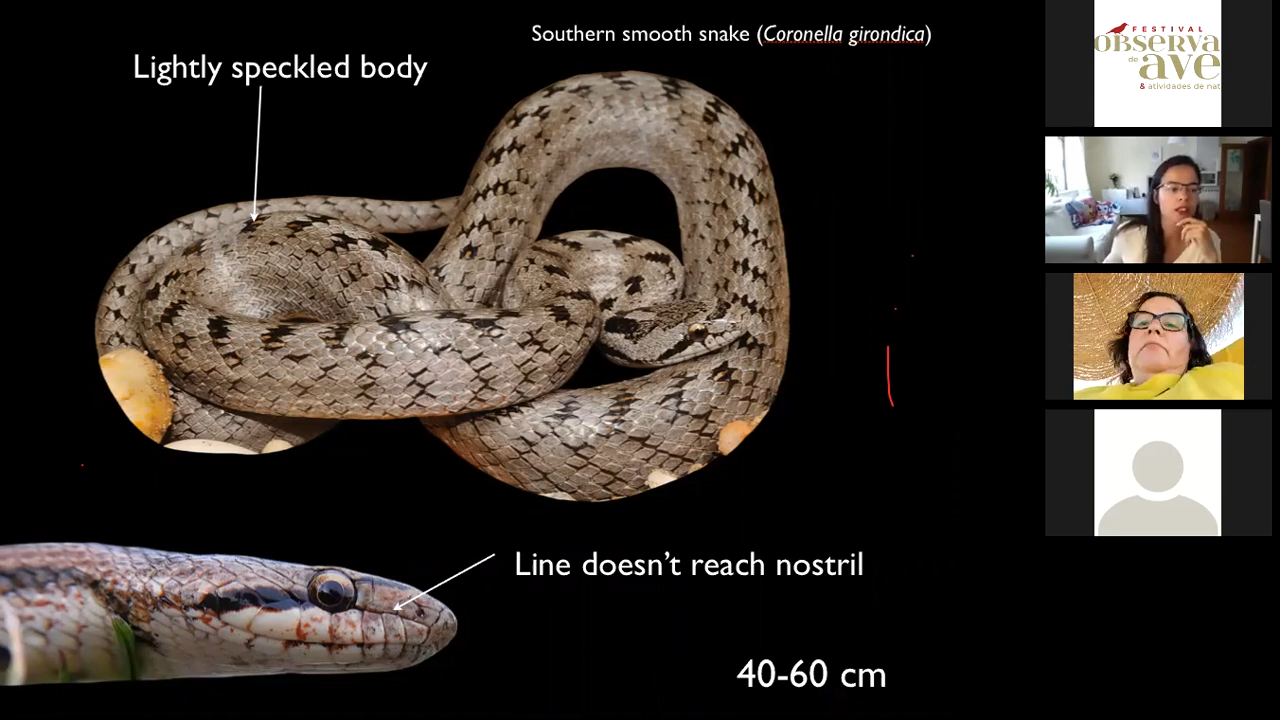 Southern smooth snake (Coronella girondica)
Lightly speckled body
Line doesn't reach nostril
40-60 cm
FESTIVAL
OBSERVA
de ave
& atividades de nat